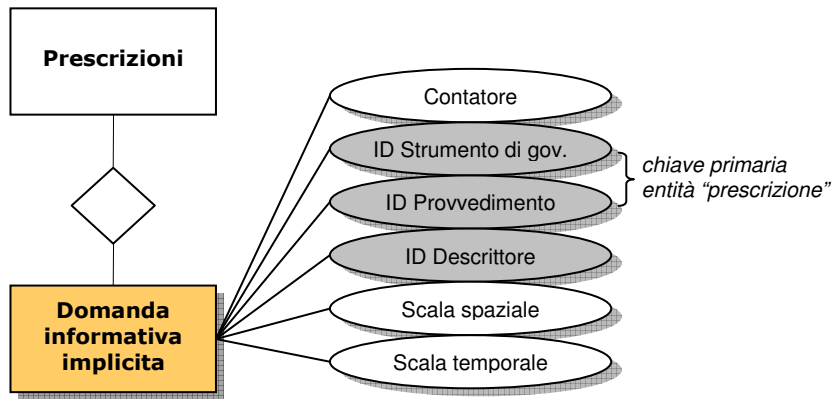 Prescrizioni
Contatore
ID Strumento di gov.
ID Provvedimento
chiave primaria
entità “prescrizione”
ID Descrittore
Domanda
informativa
implicita
Scala spaziale
Scala temporale